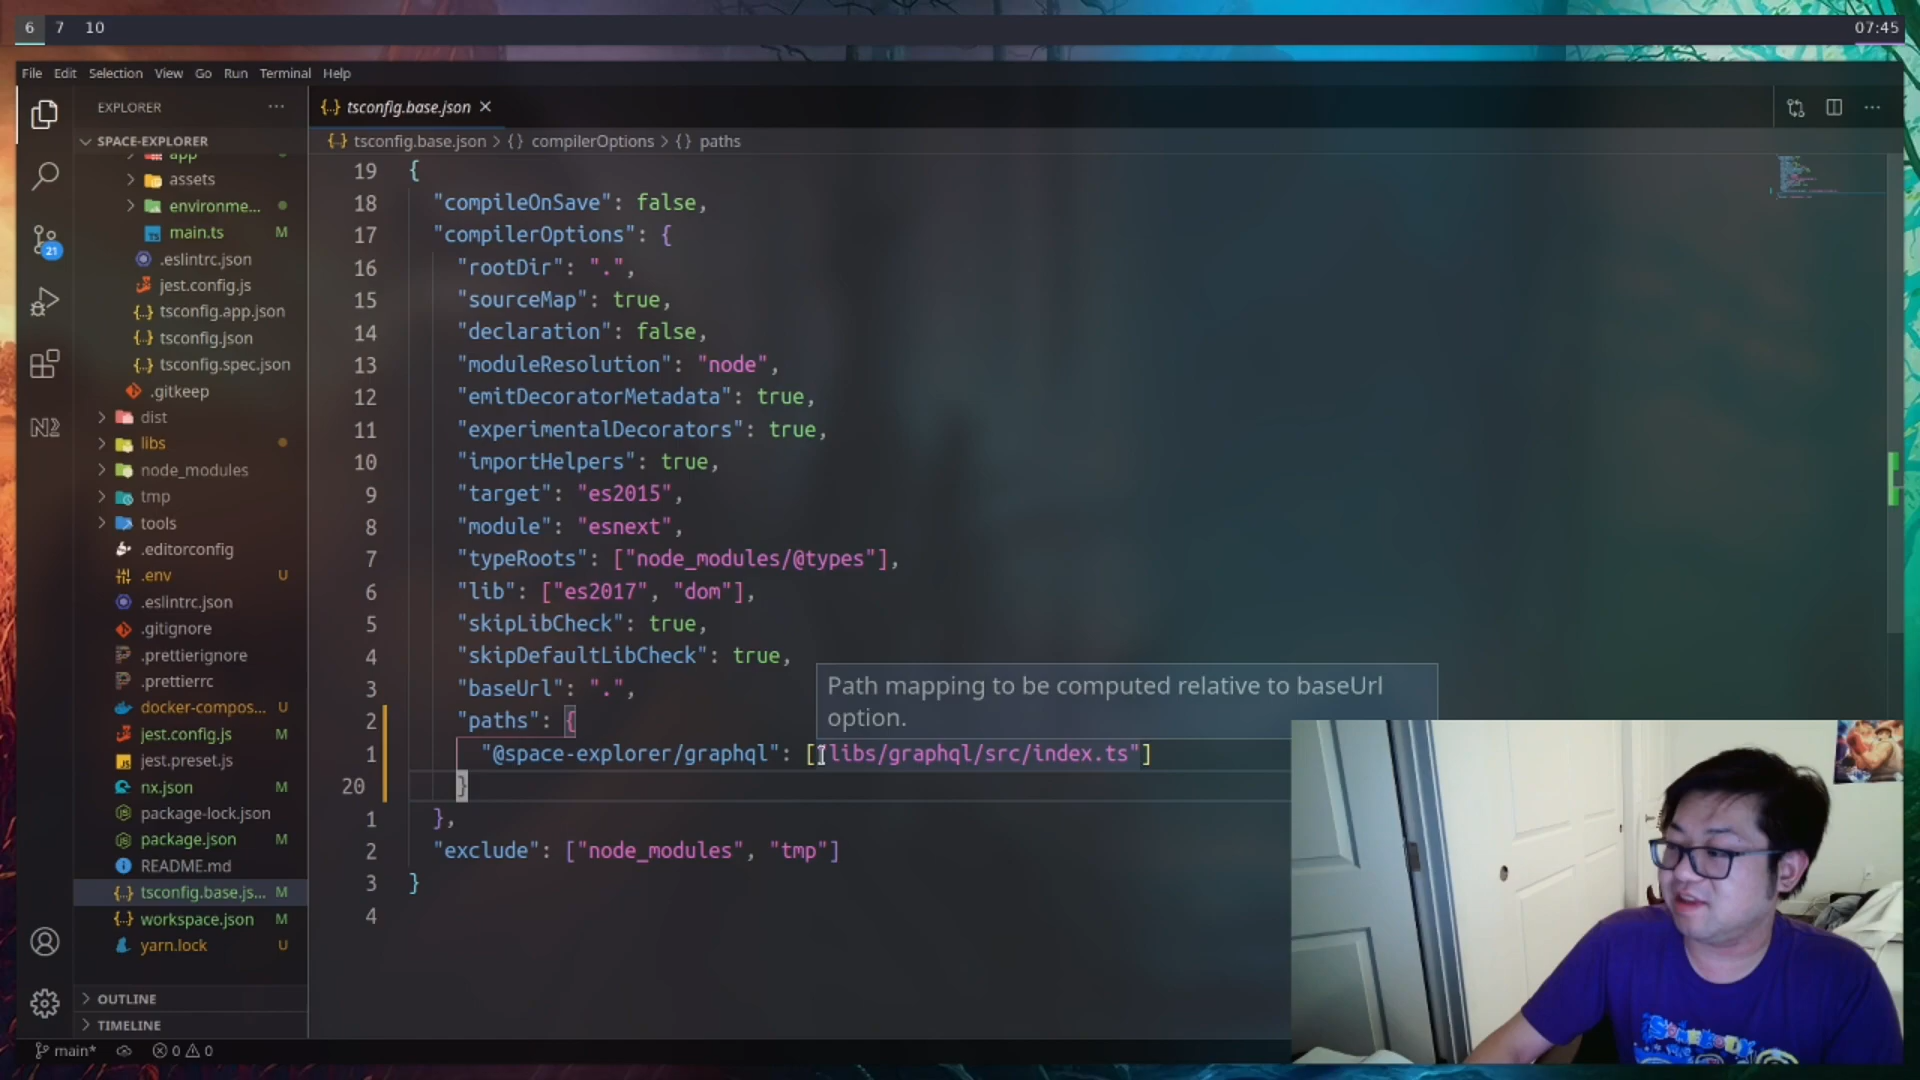 6 7 10
07:45
File Edit Selection View Go Run Terminal Help
EXPLORER
SPACE-EXPLORER
app
assets
environme...
main.ts M
.eslintrc.json
jest.config.js
tsconfig.app.json
tsconfig.json
tsconfig.spec.json
.gitkeep
dist
libs
node_modules
tmp
tools
.editorconfig
.env U
.eslintrc.json
.gitignore
.prettierignore
.prettierrc
docker-compos... U
jest.config.js M
jest.preset.js
nx.json M
package-lock.json
package.json M
README.md
tsconfig.base.js... M
workspace.json M
yarn.lock U
OUTLINE
TIMELINE
21
main* 0 0
tsconfig.base.json
tsconfig.base.json > {} compilerOptions > {} paths
19 {
18 "compileOnSave": false,
17 "compilerOptions": {
16 "rootDir": ".",
15 "sourceMap": true,
14 "declaration": false,
13 "moduleResolution": "node",
12 "emitDecoratorMetadata": true,
11 "experimentalDecorators": true,
10 "importHelpers": true,
9 "target": "es2015",
8 "module": "esnext",
7 "typeRoots": ["node_modules/@types"],
6 "lib": ["es2017", "dom"],
5 "skipLibCheck": true,
4 "skipDefaultLibCheck": true,
3 "baseUrl": ".",
2 "paths": {
1 "@space-explorer/graphql": ["libs/graphql/src/index.ts"]
20 }
1 },
2 "exclude": ["node_modules", "tmp"]
3 }
4
Path mapping to be computed relative to baseUrl
option.